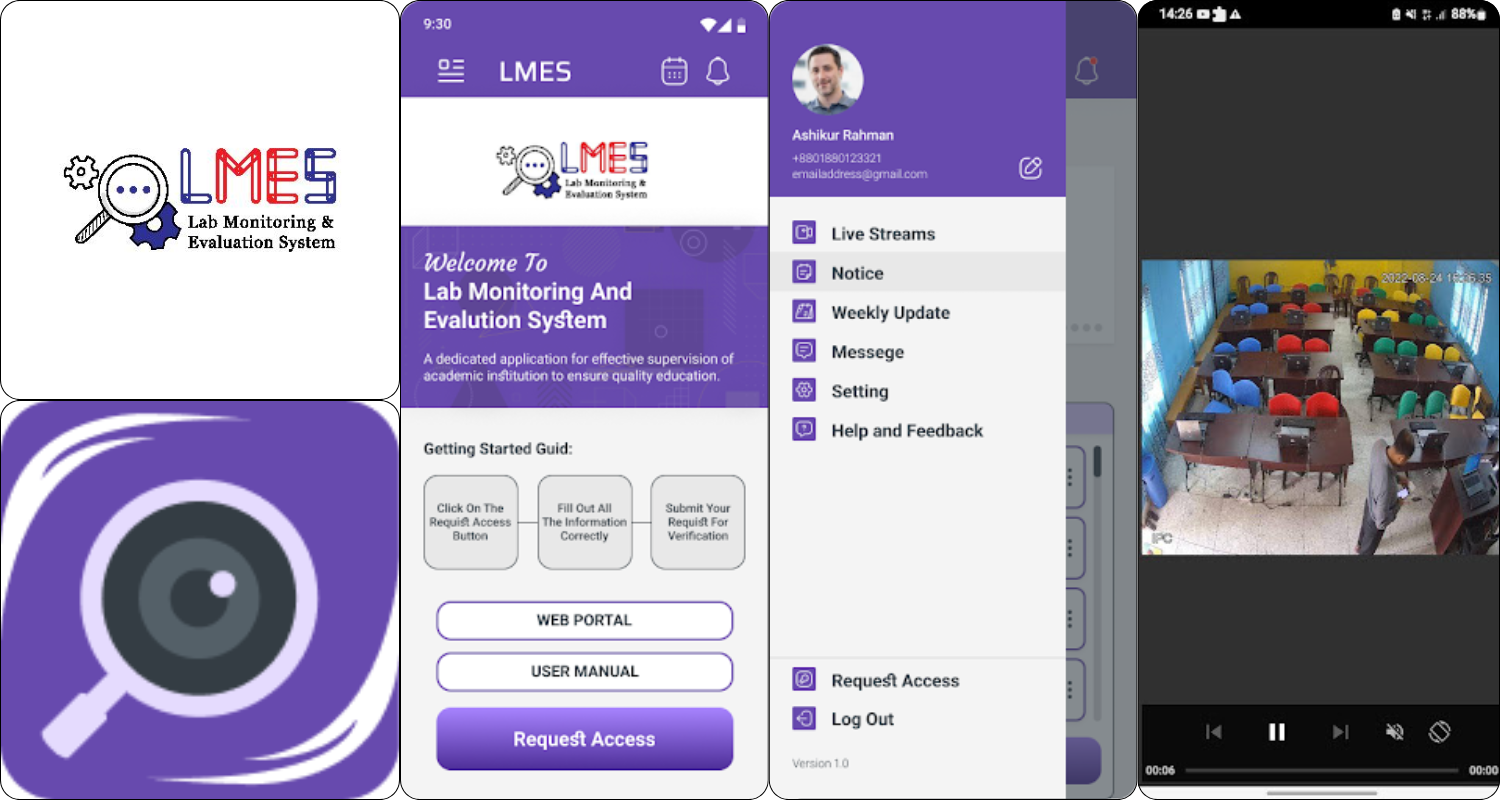 LMES
Lab Monitoring &
Evaluation System
9:30
LMES
LMES
Lab Monitoring &
Evaluation System
Welcome To
Lab Monitoring And
Evalution System
A dedicated application for effective supervision of
academic institution to ensure quality education.
Getting Started Guid:
Click On The
Requist Access
Button
Fill Out All
The Information
Correctly
Submit Your
Requist For
Verification
WEB PORTAL
USER MANUAL
Request Access
Ashikur Rahman
+8801880123321
emailaddress@gmail.com
Live Streams
Notice
Weekly Update
Messege
Setting
Help and Feedback
Request Access
Log Out
Version 1.0
14:26
88%
IPC
00:06
00:00